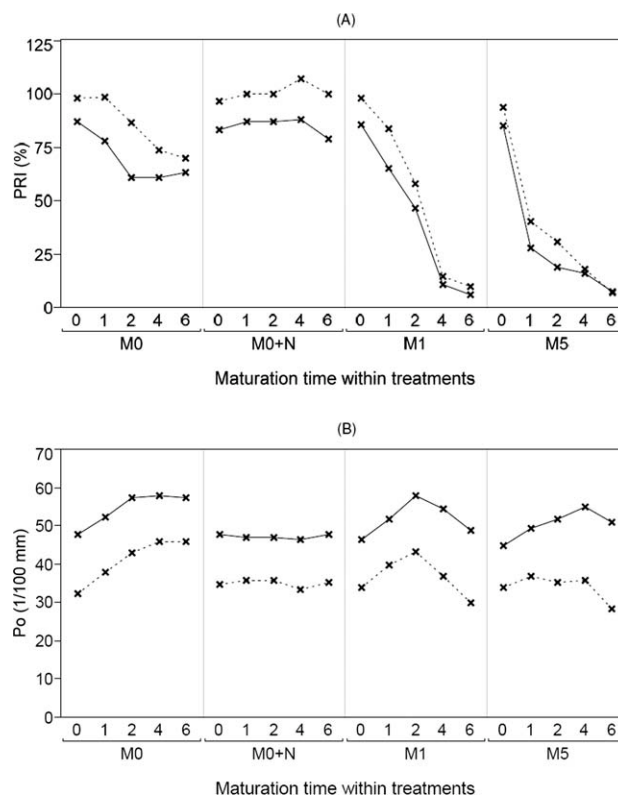 (A)
PRI (%)
125
100
75
50
25
0
0 1 2 4 6 0 1 2 4 6 0 1 2 4 6 0 1 2 4 6
M0 M0+N M1 M5
Maturation time within treatments
(B)
Po (1/100 mm)
70
60
50
40
30
20
10
0
0 1 2 4 6 0 1 2 4 6 0 1 2 4 6 0 1 2 4 6
M0 M0+N M1 M5
Maturation time within treatments